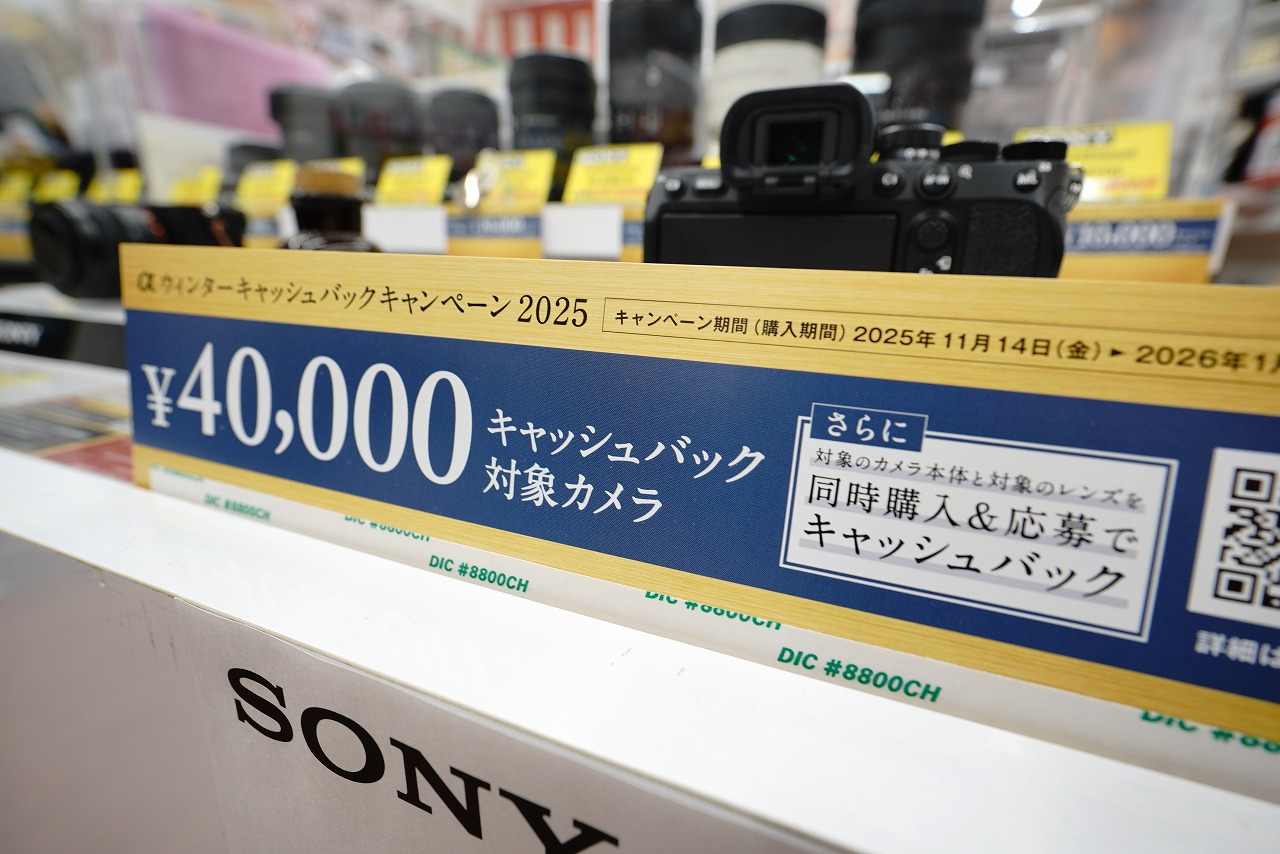 α ウィンターキャッシュバックキャンペーン 2025
キャンペーン期間（購入期間）2025年11月14日（金）► 2026年1
¥40,000
キャッシュバック
対象カメラ
さらに
対象のカメラ本体と対象のレンズを
同時購入&応募で
キャッシュバック
詳細は
DIC #8800CH
DIC #8800CH
DIC #8800CH
DIC #8800CH
DIC #8800CH
SONY
SONY
C1